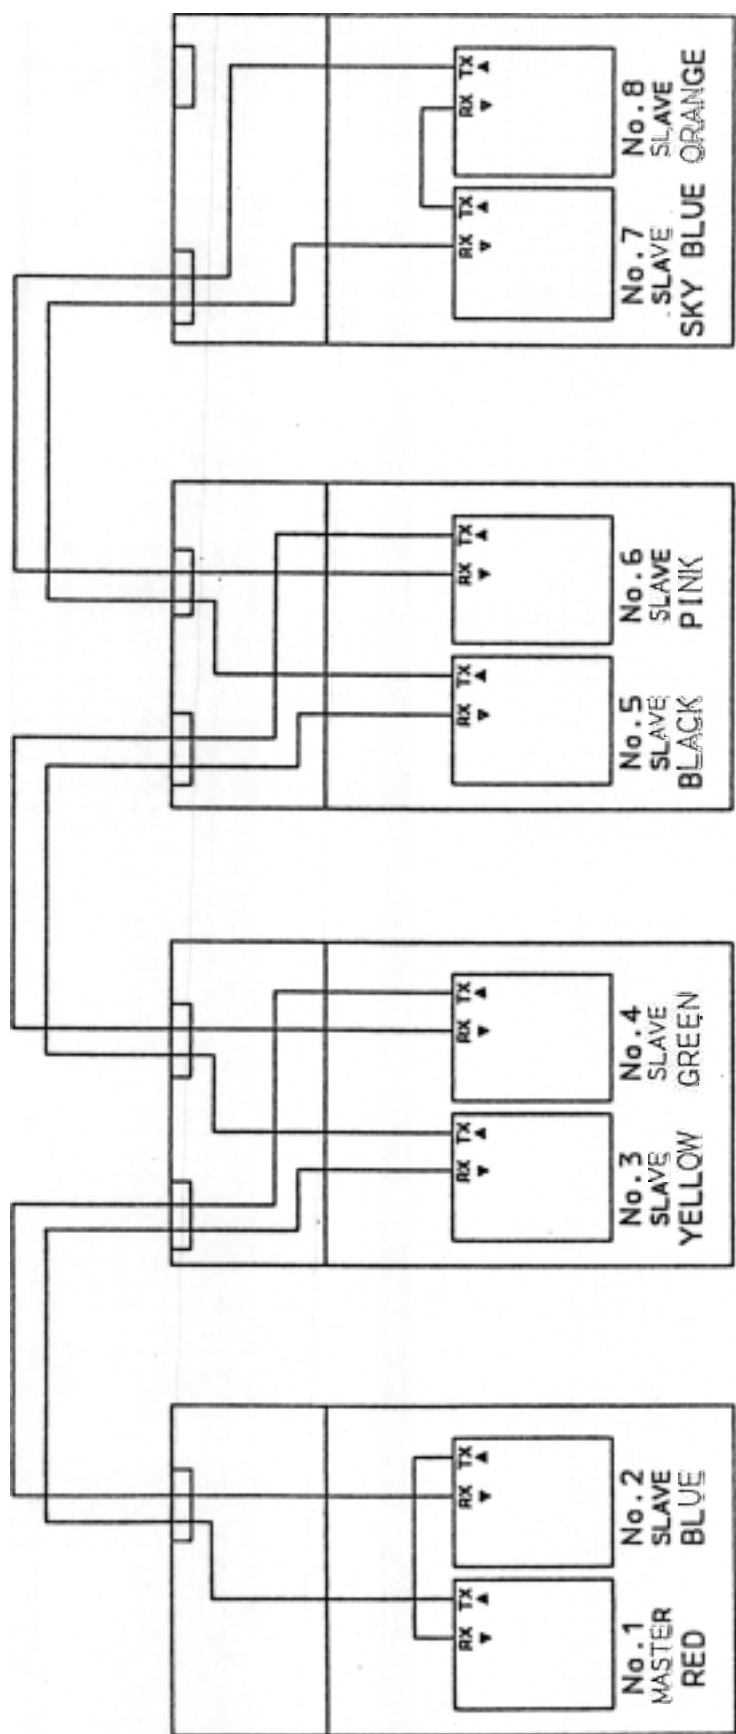 RX TX
No.1
MASTER
RED
RX TX
No.2
SLAVE
BLUE
RX TX
No.3
SLAVE
YELLOW
RX TX
No.4
SLAVE
GREEN
RX TX
No.5
SLAVE
BLACK
RX TX
No.6
SLAVE
PINK
RX TX
No.7
SLAVE
SKY BLUE
RX TX
No.8
SLAVE
ORANGE